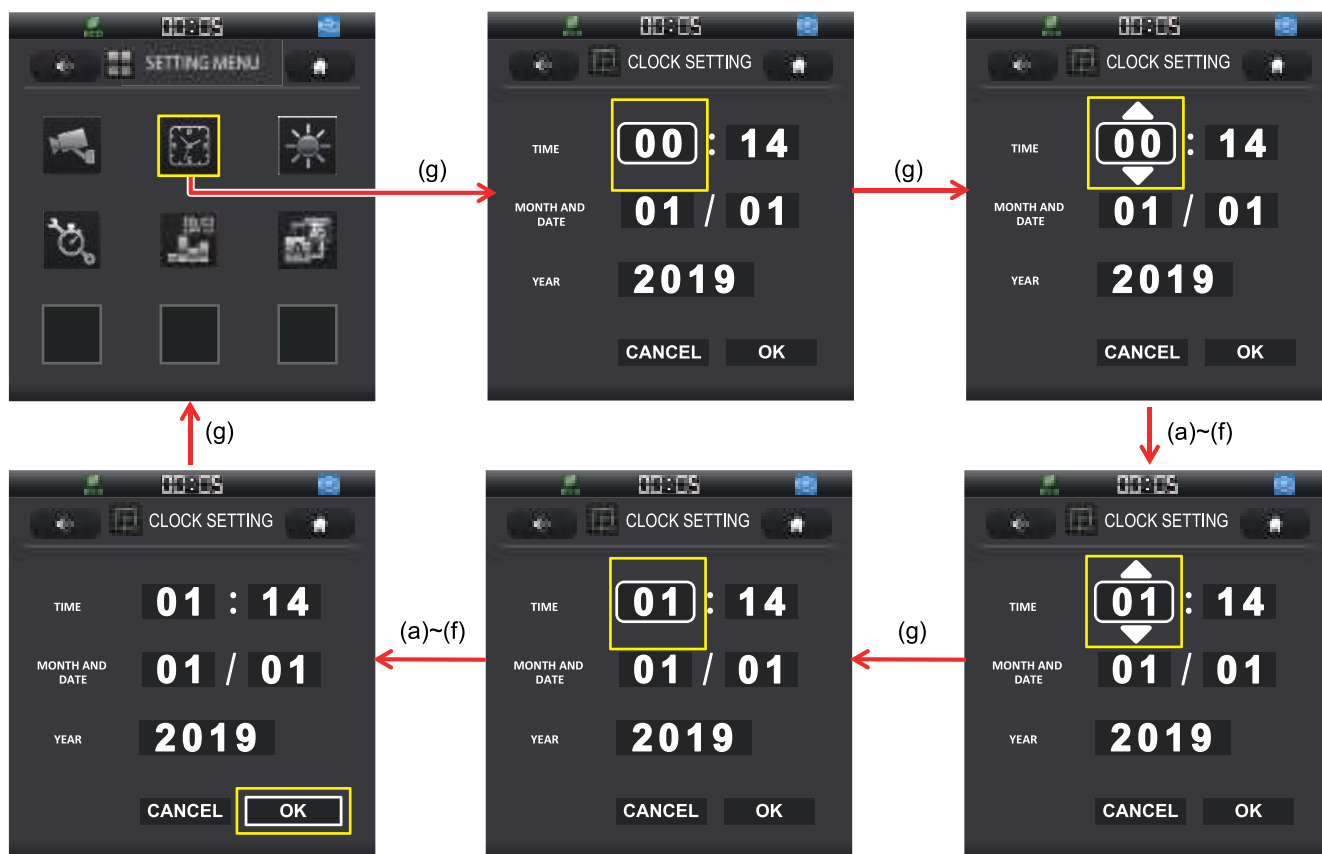 00:05
SETTING MENU
(g)
00:05
CLOCK SETTING
TIME 00 : 14
MONTH AND
DATE 01 / 01
YEAR 2019
CANCEL OK
(g)
00:05
CLOCK SETTING
TIME 00 : 14
MONTH AND
DATE 01 / 01
YEAR 2019
CANCEL OK
(a)~(f)
00:05
CLOCK SETTING
TIME 01 : 14
MONTH AND
DATE 01 / 01
YEAR 2019
CANCEL OK
(g)
00:05
CLOCK SETTING
TIME 01 : 14
MONTH AND
DATE 01 / 01
YEAR 2019
CANCEL OK
(a)~(f)
00:05
CLOCK SETTING
TIME 01 : 14
MONTH AND
DATE 01 / 01
YEAR 2019
CANCEL OK
(g)